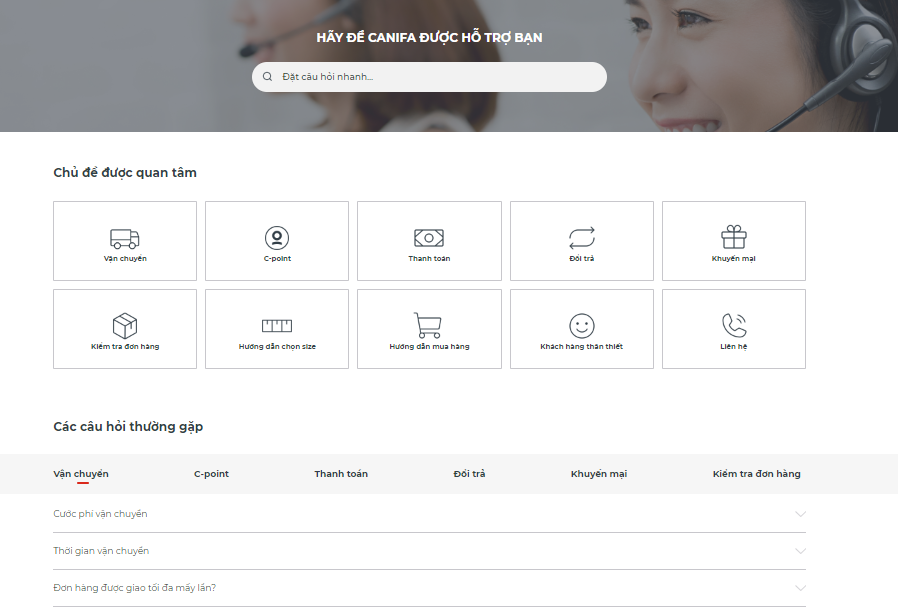 HÃY ĐỂ CANIFA ĐƯỢC HỖ TRỢ BẠN
Đặt câu hỏi nhanh...
Chủ đề được quan tâm
Vận chuyển
C-point
Thanh toán
Đổi trả
Khuyến mại
Kiểm tra đơn hàng
Hướng dẫn chọn size
Hướng dẫn mua hàng
Khách hàng thân thiết
Liên hệ
Các câu hỏi thường gặp
Vận chuyển C-point Thanh toán Đổi trả Khuyến mại Kiểm tra đơn hàng
Cước phí vận chuyển
Thời gian vận chuyển
Đơn hàng được giao tối đa mấy lần?